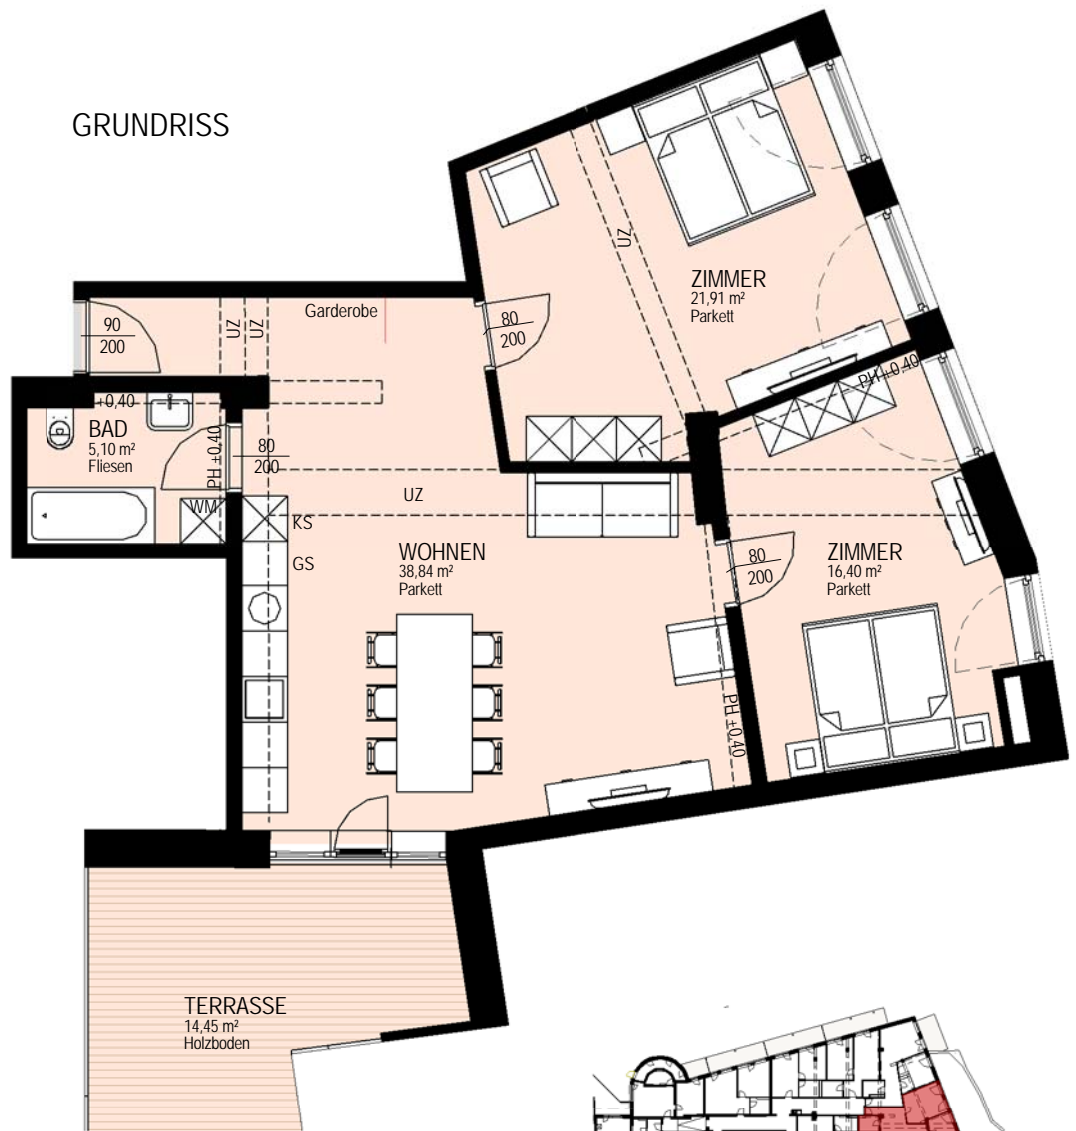 GRUNDRISS
ZIMMER
21,91 m²
Parkett
UZ
Garderobe
UZ
UZ
90
200
80
200
PH ±0,40
+0,40
BAD
5,10 m²
Fliesen
PH ±0,40
80
200
WM
UZ
KS
GS
WOHNEN
38,84 m²
Parkett
80
200
ZIMMER
16,40 m²
Parkett
PH ±0,40
TERRASSE
14,45 m²
Holzboden